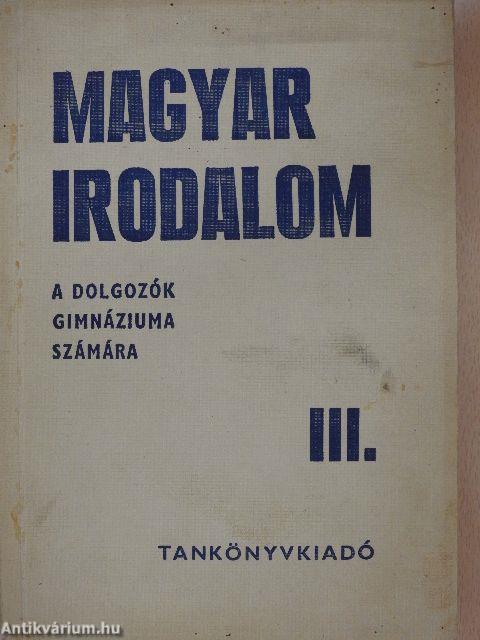 MAGYAR
IRODALOM
A DOLGOZÓK
GIMNÁZIUMA
SZÁMÁRA
III.
TANKÖNYVKIADÓ
Antikvárium.hu